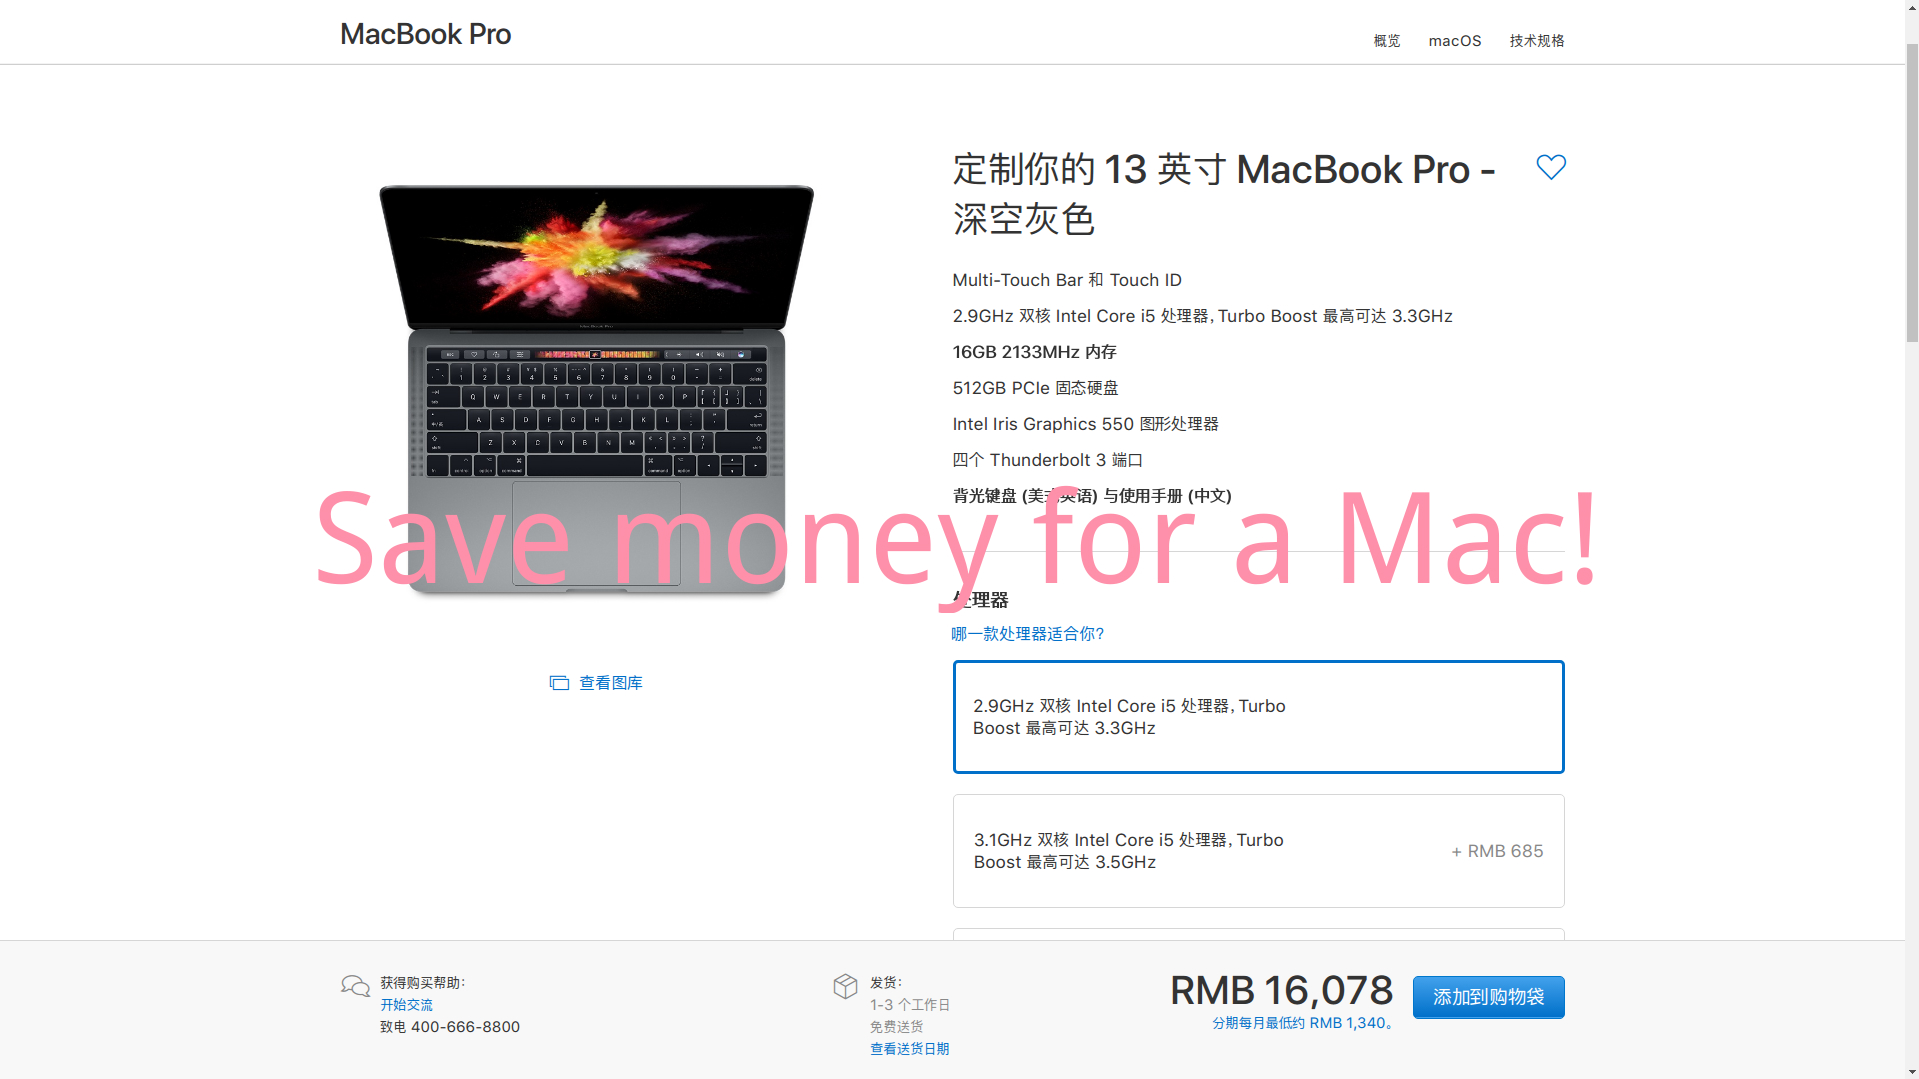 MacBook Pro
概览 macOS 技术规格
定制你的 13 英寸 MacBook Pro -
深空灰色
Multi-Touch Bar 和 Touch ID
2.9GHz 双核 Intel Core i5 处理器, Turbo Boost 最高可达 3.3GHz
16GB 2133MHz 内存
512GB PCIe 固态硬盘
Intel Iris Graphics 550 图形处理器
四个 Thunderbolt 3 端口
背光键盘 (美式英语) 与使用手册 (中文)
Save money for a Mac!
处理器
哪一款处理器适合你?
查看图库
2.9GHz 双核 Intel Core i5 处理器, Turbo
Boost 最高可达 3.3GHz
3.1GHz 双核 Intel Core i5 处理器, Turbo
Boost 最高可达 3.5GHz
+ RMB 685
获得购买帮助:
开始交流
致电 400-666-8800
发货:
1-3 个工作日
免费送货
查看送货日期
RMB 16,078
分期每月最低约 RMB 1,340。
添加到购物袋